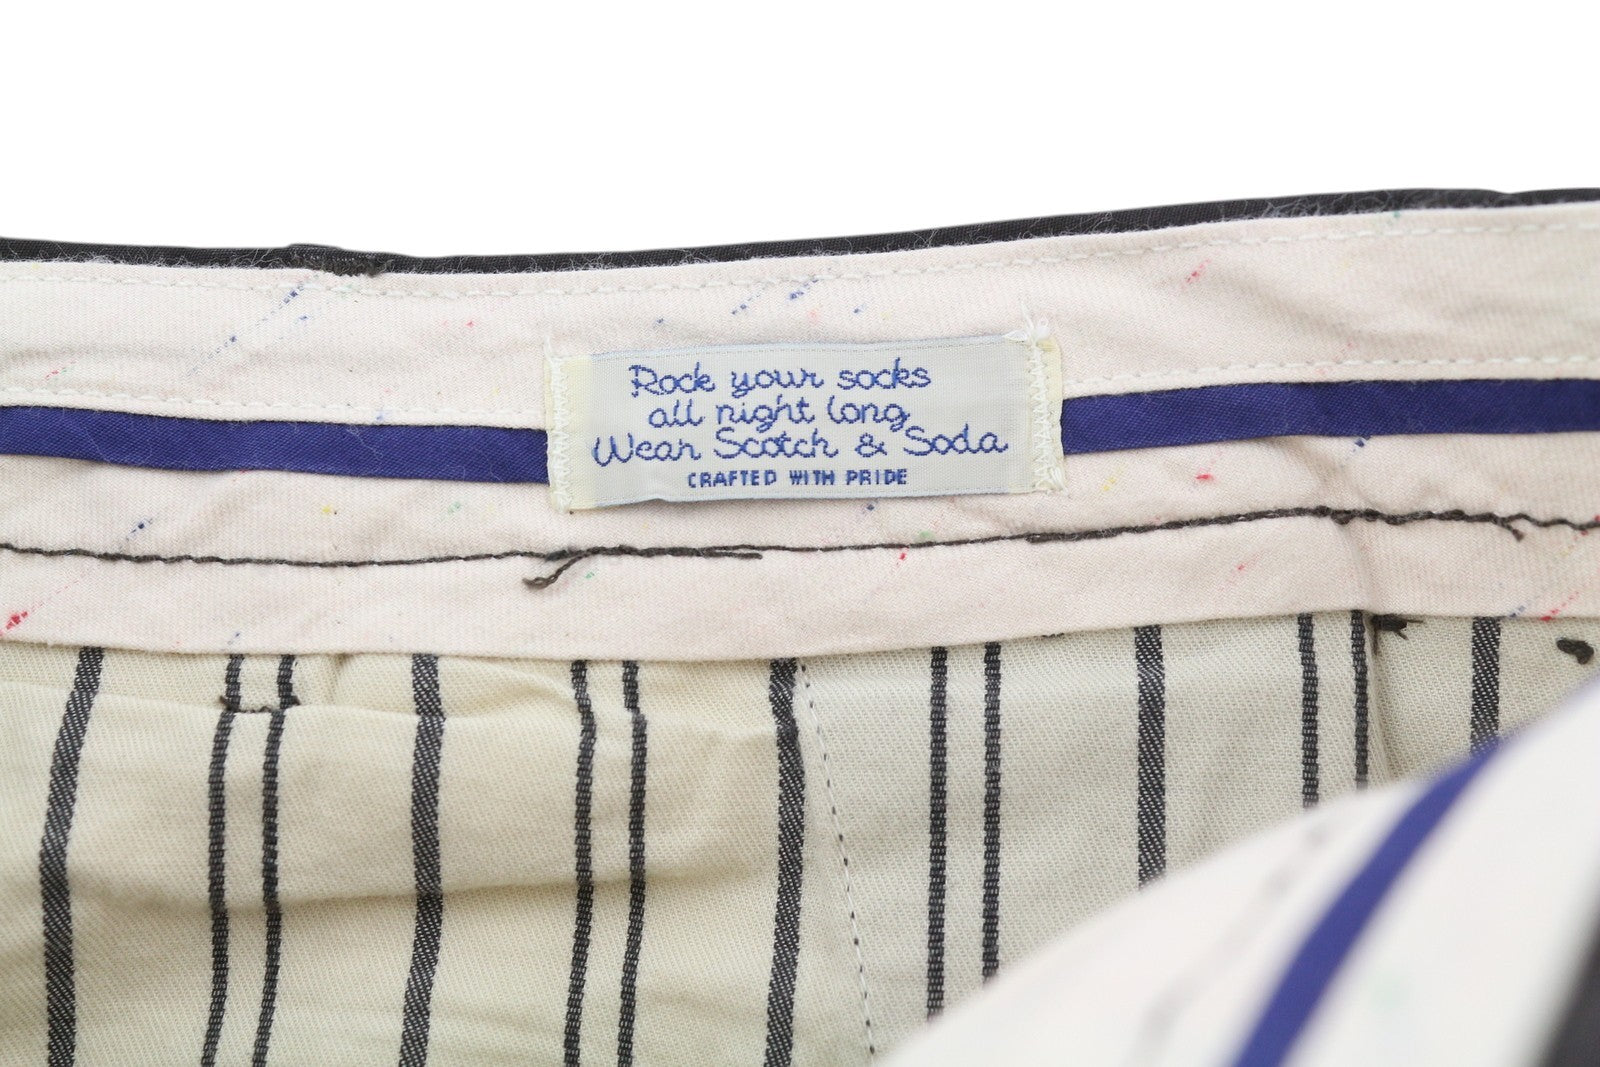 Rock your socks
all night long
Wear Scotch & Soda
CRAFTED WITH PRIDE